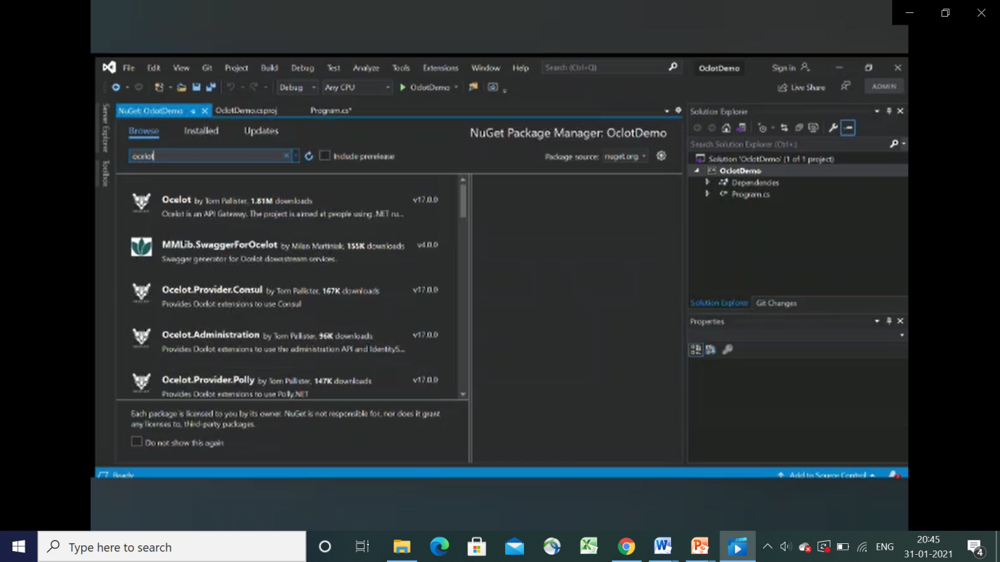 File Edit View Git Project Build Debug Test Analyze Tools Extensions Window Help Search (Ctrl+Q) OclotDemo Sign in
Debug Any CPU OclotDemo Live Share ADMIN
Server Explorer
Toolbox
NuGet: OclotDemo OclotDemo.csproj Program.cs*
Browse Installed Updates
NuGet Package Manager: OclotDemo
ocelot
Include prerelease
Package source: nuget.org
Ocelot by Tom Pallister, 1.81M downloads v17.0.0
Ocelot is an API Gateway. The project is aimed at people using .NET ru...
MMLib.SwaggerForOcelot by Milan Martiniak, 155K downloads v4.0.0
Swagger generator for Ocelot downstream services.
Ocelot.Provider.Consul by Tom Pallister, 167K downloads v17.0.0
Provides Ocelot extensions to use Consul
Ocelot.Administration by Tom Pallister, 96K downloads v17.0.0
Provides Ocelot extensions to use the administration API and IdentityS...
Ocelot.Provider.Polly by Tom Pallister, 147K downloads v17.0.0
Provides Ocelot extensions to use Polly.NET
Each package is licensed to you by its owner. NuGet is not responsible for, nor does it grant
any licenses to, third-party packages.
Do not show this again
Solution Explorer
Search Solution Explorer (Ctrl+;)
Solution 'OclotDemo' (1 of 1 project)
OclotDemo
Dependencies
Program.cs
Solution Explorer Git Changes
Properties
Ready Add to Source Control
Type here to search
ENG
20:45
31-01-2021
4